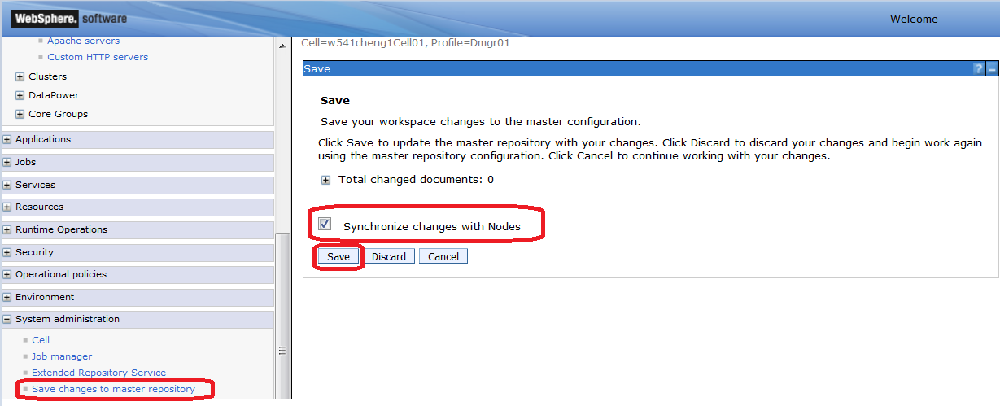 WebSphere. software
Welcome
Apache servers
Custom HTTP servers
Clusters
DataPower
Core Groups
Applications
Jobs
Services
Resources
Runtime Operations
Security
Operational policies
Environment
System administration
Cell
Job manager
Extended Repository Service
Save changes to master repository
Cell=w541cheng1Cell01, Profile=Dmgr01
Save
?
Save
Save your workspace changes to the master configuration.
Click Save to update the master repository with your changes. Click Discard to discard your changes and begin work again
using the master repository configuration. Click Cancel to continue working with your changes.
Total changed documents: 0
Synchronize changes with Nodes
Save Discard Cancel